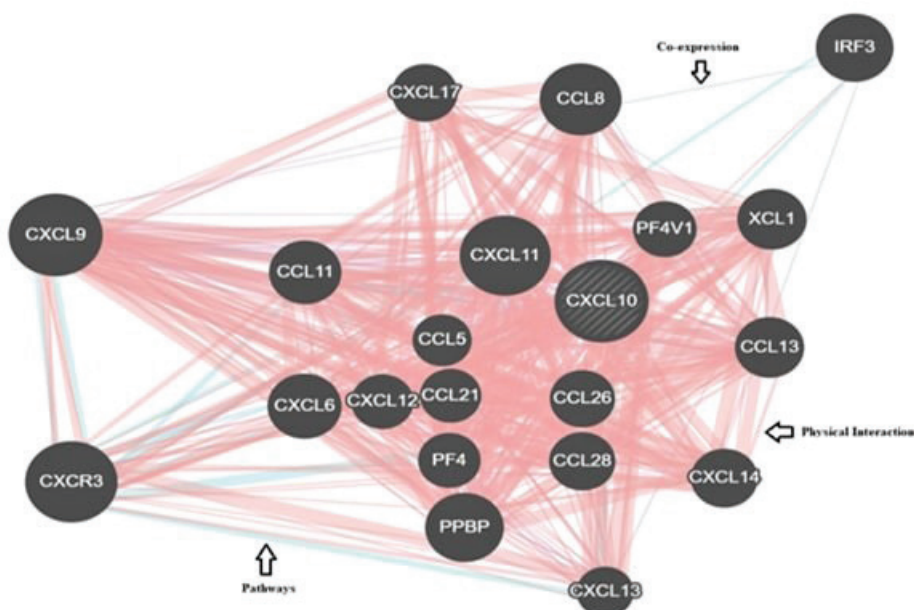 IRF3
Co-expression
CXCL17
CCL8
CXCL9
CCL11
CXCL11
PF4V1
XCL1
CXCL10
CCL5
CCL13
CXCL6
CXCL12
CCL21
CCL26
Physical Interaction
CXCR3
PF4
CCL28
CXCL14
PPBP
Pathways
CXCL13